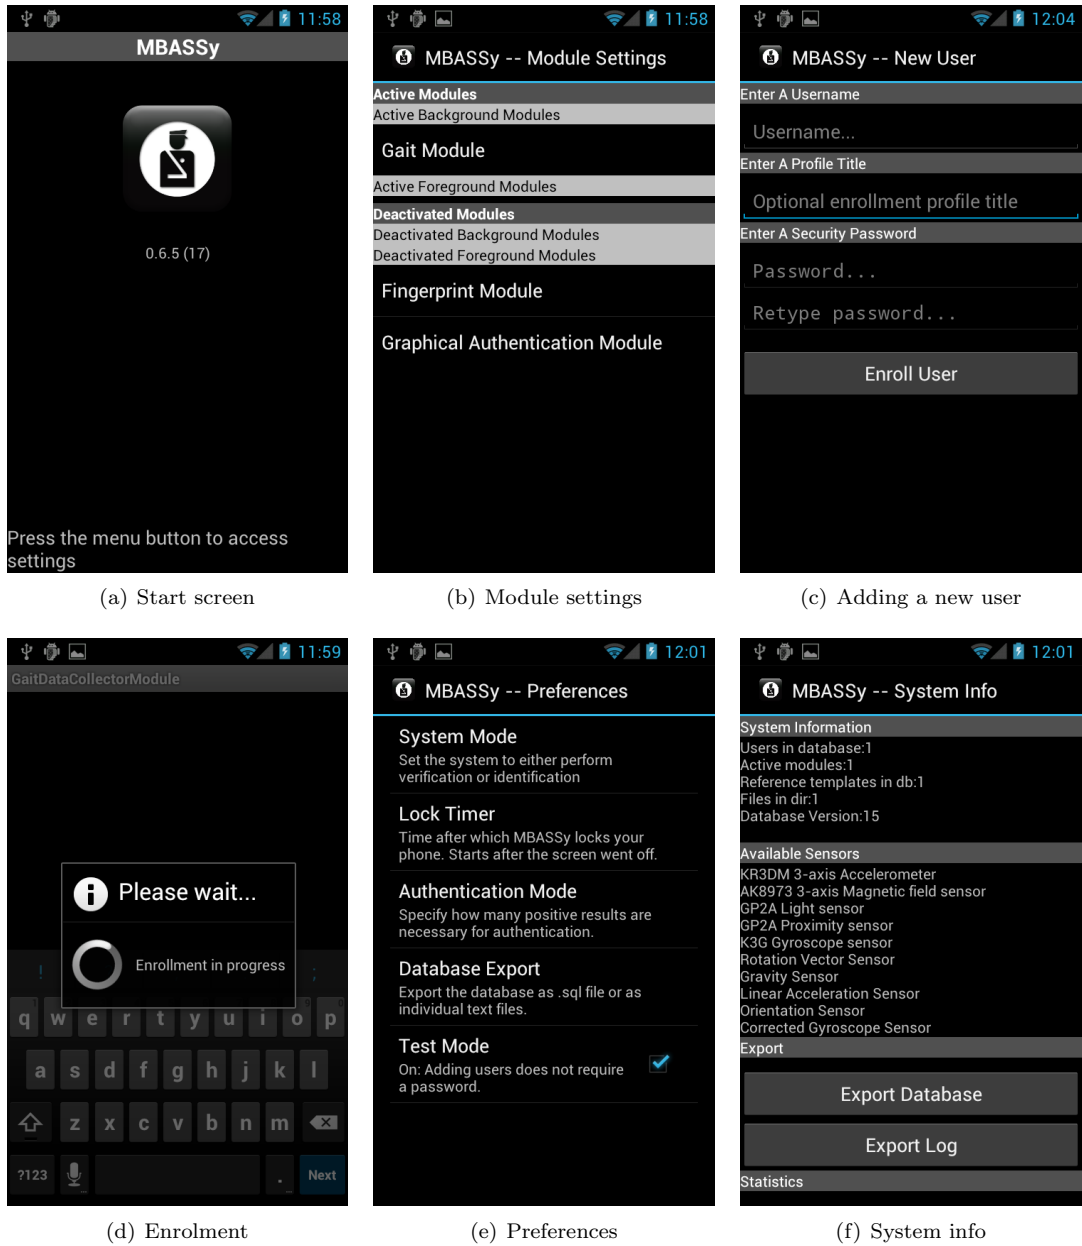 11:58
MBASSy
0.6.5 (17)
Press the menu button to access
settings
(a) Start screen
11:58
MBASSy -- Module Settings
Active Modules
Active Background Modules
Gait Module
Active Foreground Modules
Deactivated Modules
Deactivated Background Modules
Deactivated Foreground Modules
Fingerprint Module
Graphical Authentication Module
(b) Module settings
12:04
MBASSy -- New User
Enter A Username
Username...
Enter A Profile Title
Optional enrollment profile title
Enter A Security Password
Password...
Retype password...
Enroll User
(c) Adding a new user
11:59
GaitDataCollectorModule
Please wait...
Enrollment in progress
! ;
q w e r t y u i o p
a s d f g h j k l
z x c v b n m
?123 . Next
(d) Enrolment
12:01
MBASSy -- Preferences
System Mode
Set the system to either perform
verification or identification
Lock Timer
Time after which MBASSy locks your
phone. Starts after the screen went off.
Authentication Mode
Specify how many positive results are
necessary for authentication.
Database Export
Export the database as .sql file or as
individual text files.
Test Mode
On: Adding users does not require
a password.
(e) Preferences
12:01
MBASSy -- System Info
System Information
Users in database:1
Active modules:1
Reference templates in db:1
Files in dir:1
Database Version:15
Available Sensors
KR3DM 3-axis Accelerometer
AK8973 3-axis Magnetic field sensor
GP2A Light sensor
GP2A Proximity sensor
K3G Gyroscope sensor
Rotation Vector Sensor
Gravity Sensor
Linear Acceleration Sensor
Orientation Sensor
Corrected Gyroscope Sensor
Export
Export Database
Export Log
Statistics
(f) System info